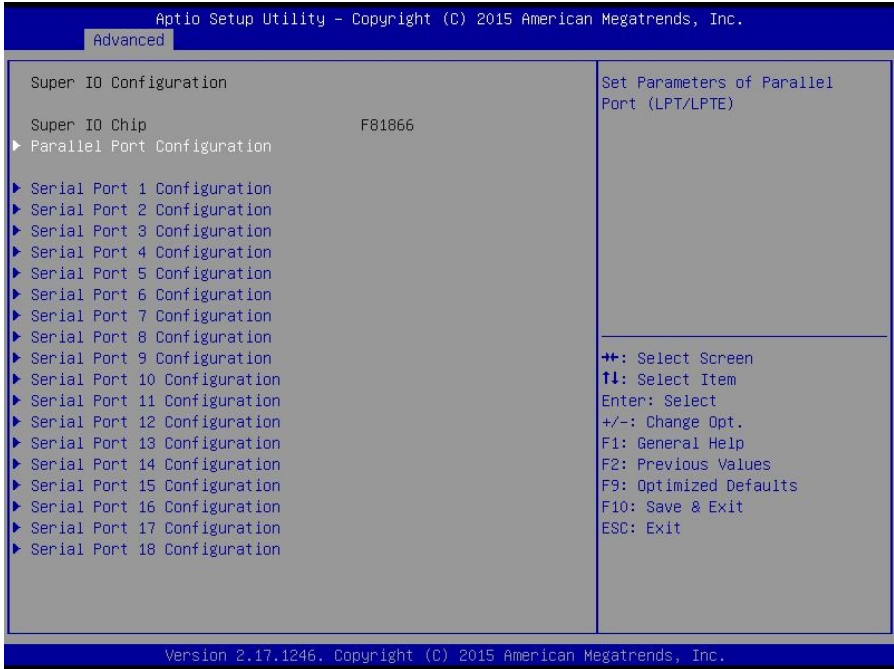 Aptio Setup Utility – Copyright (C) 2015 American Megatrends, Inc.
Advanced
Super IO Configuration
Super IO Chip F81866
Parallel Port Configuration
Serial Port 1 Configuration
Serial Port 2 Configuration
Serial Port 3 Configuration
Serial Port 4 Configuration
Serial Port 5 Configuration
Serial Port 6 Configuration
Serial Port 7 Configuration
Serial Port 8 Configuration
Serial Port 9 Configuration
Serial Port 10 Configuration
Serial Port 11 Configuration
Serial Port 12 Configuration
Serial Port 13 Configuration
Serial Port 14 Configuration
Serial Port 15 Configuration
Serial Port 16 Configuration
Serial Port 17 Configuration
Serial Port 18 Configuration
Set Parameters of Parallel
Port (LPT/LPTE)
→←: Select Screen
↑↓: Select Item
Enter: Select
+/-: Change Opt.
F1: General Help
F2: Previous Values
F9: Optimized Defaults
F10: Save & Exit
ESC: Exit
Version 2.17.1246. Copyright (C) 2015 American Megatrends, Inc.